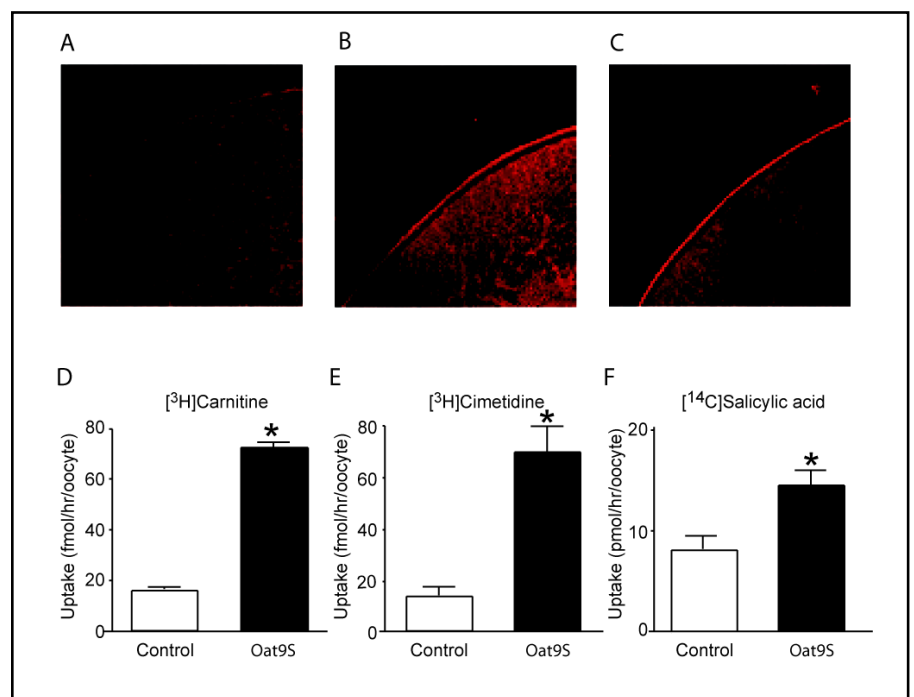 A
B
C
D
[³H]Carnitine
Uptake (fmol/hr/oocyte)
80
60
40
20
0
*
Control
Oat9S
E
[³H]Cimetidine
Uptake (fmol/hr/oocyte)
80
60
40
20
0
*
Control
Oat9S
F
[¹⁴C]Salicylic acid
Uptake (pmol/hr/oocyte)
20
10
0
*
Control
Oat9S